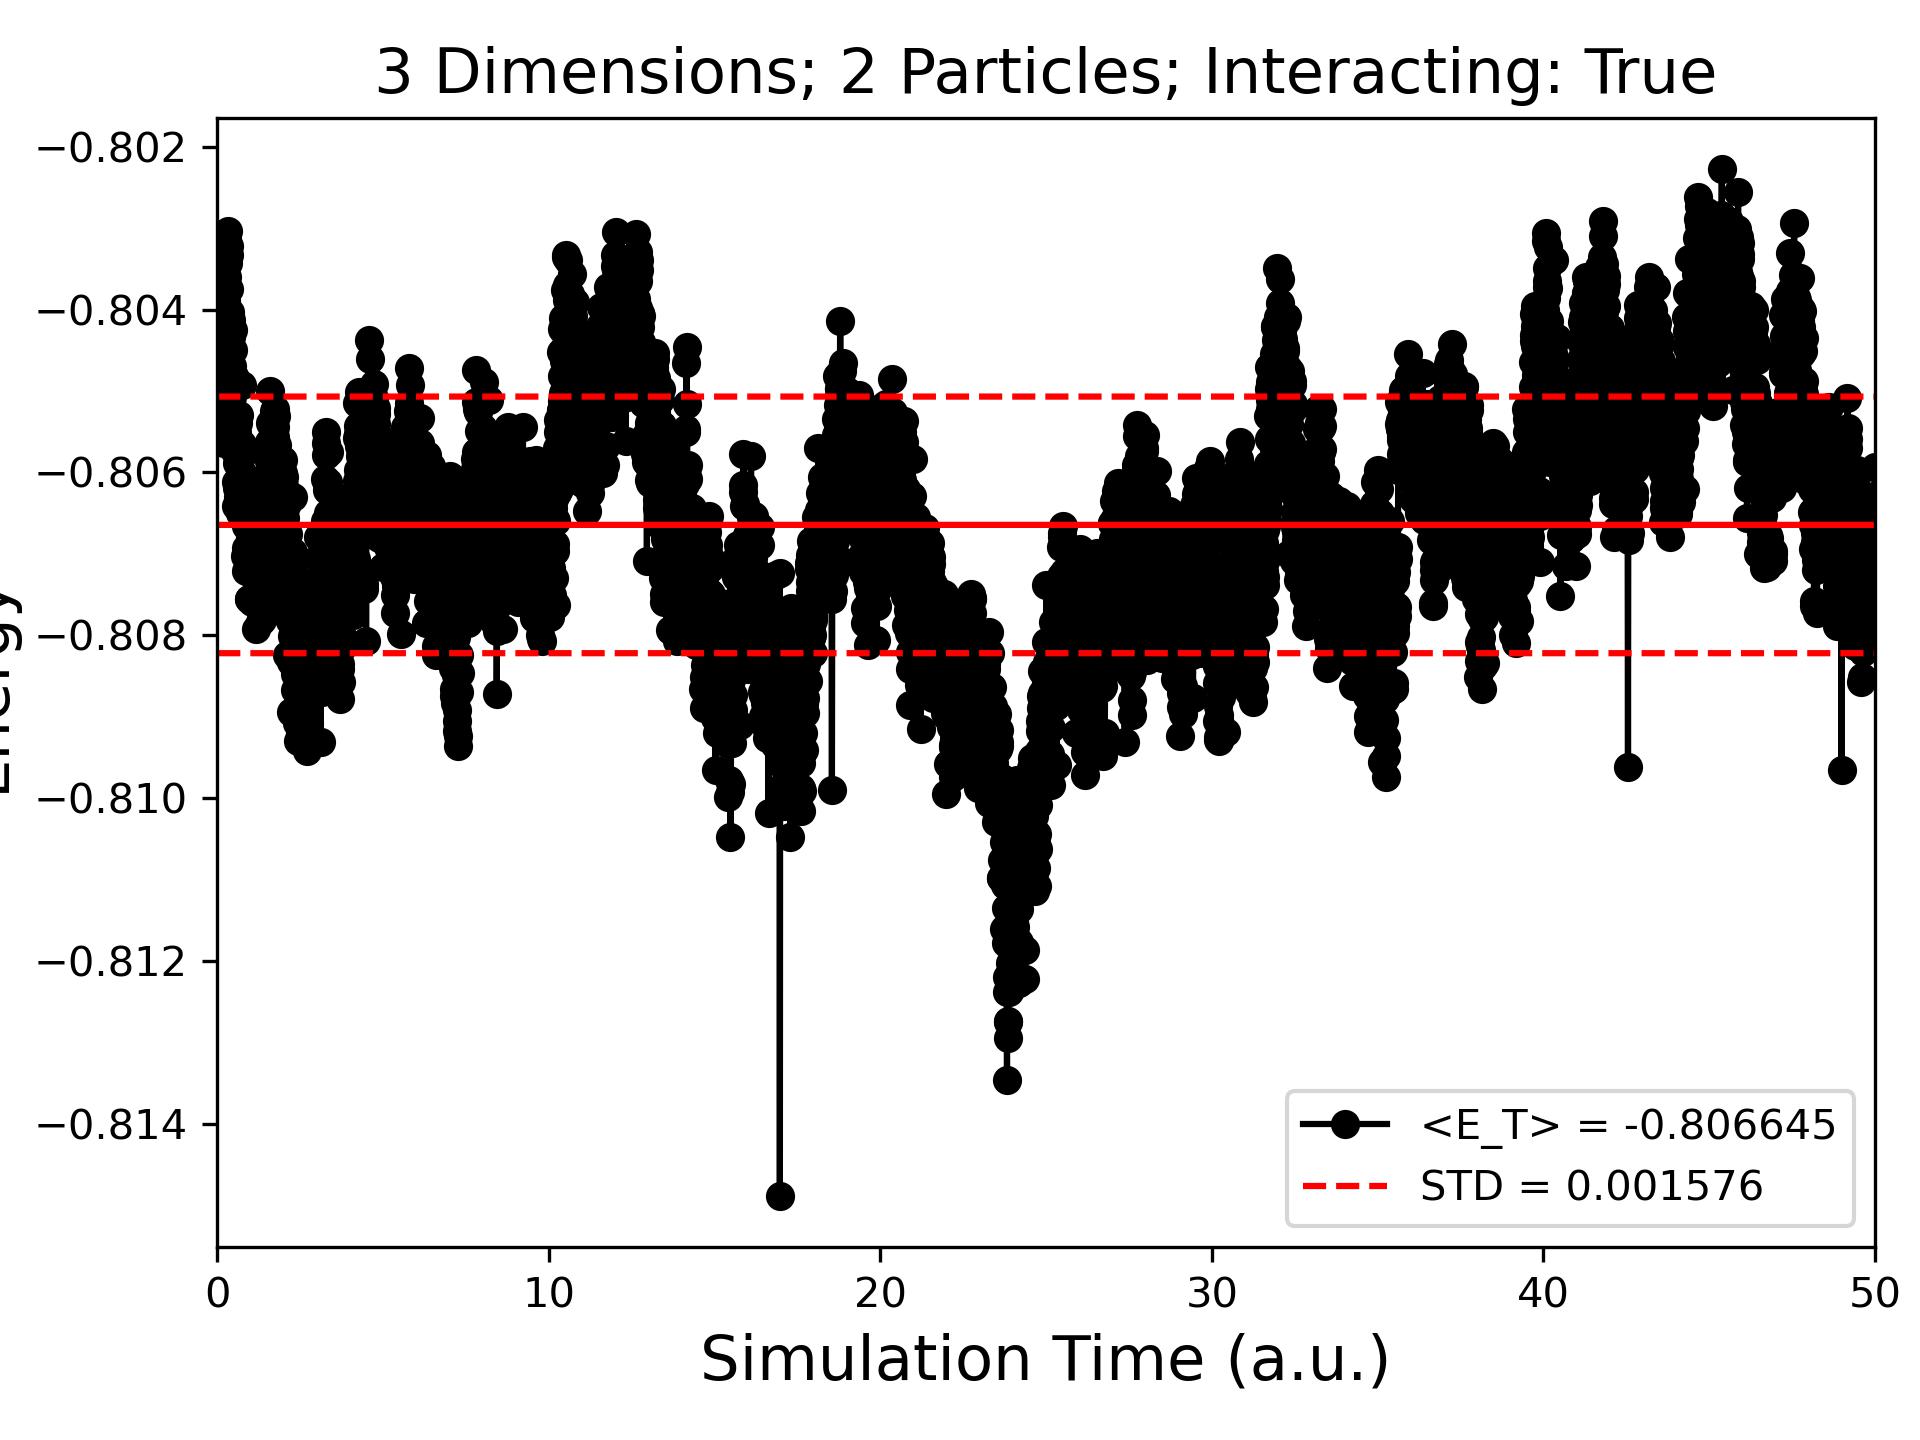 3 Dimensions; 2 Particles; Interacting: True
−0.802
−0.804
−0.806
−0.808
−0.810
−0.812
−0.814
Energy
0 10 20 30 40 50
Simulation Time (a.u.)
<E_T> = -0.806645
STD = 0.001576